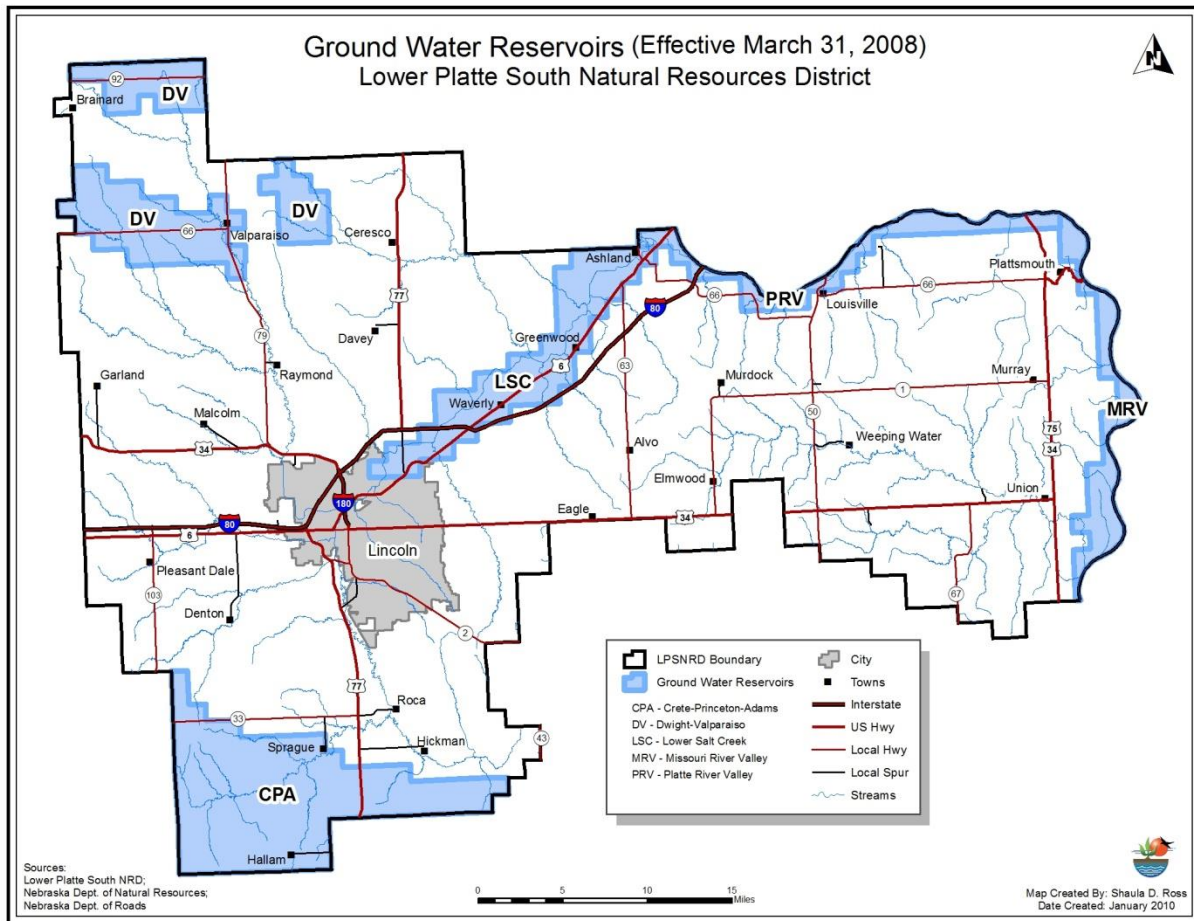 Ground Water Reservoirs (Effective March 31, 2008)
Lower Platte South Natural Resources District
N
92
DV
Brainard
DV
DV
66
Valparaiso
Ceresco
77
79
Davey
Raymond
Garland
Malcolm
34
Ashland
PRV
66
80
Louisville
66
Plattsmouth
Greenwood
6
63
LSC
Waverly
Murdock
1
Murray
MRV
50
75
34
Alvo
Weeping Water
Elmwood
Union
180
80
6
Eagle
34
Lincoln
Pleasant Dale
103
Denton
2
67
77
Roca
33
Sprague
Hickman
43
CPA
Hallam
LPSNRD Boundary
Ground Water Reservoirs
CPA - Crete-Princeton-Adams
DV - Dwight-Valparaiso
LSC - Lower Salt Creek
MRV - Missouri River Valley
PRV - Platte River Valley
City
Towns
Interstate
US Hwy
Local Hwy
Local Spur
Streams
Sources:
Lower Platte South NRD;
Nebraska Dept. of Natural Resources;
Nebraska Dept. of Roads
0 5 10 15
Miles
Map Created By: Shaula D. Ross
Date Created: January 2010